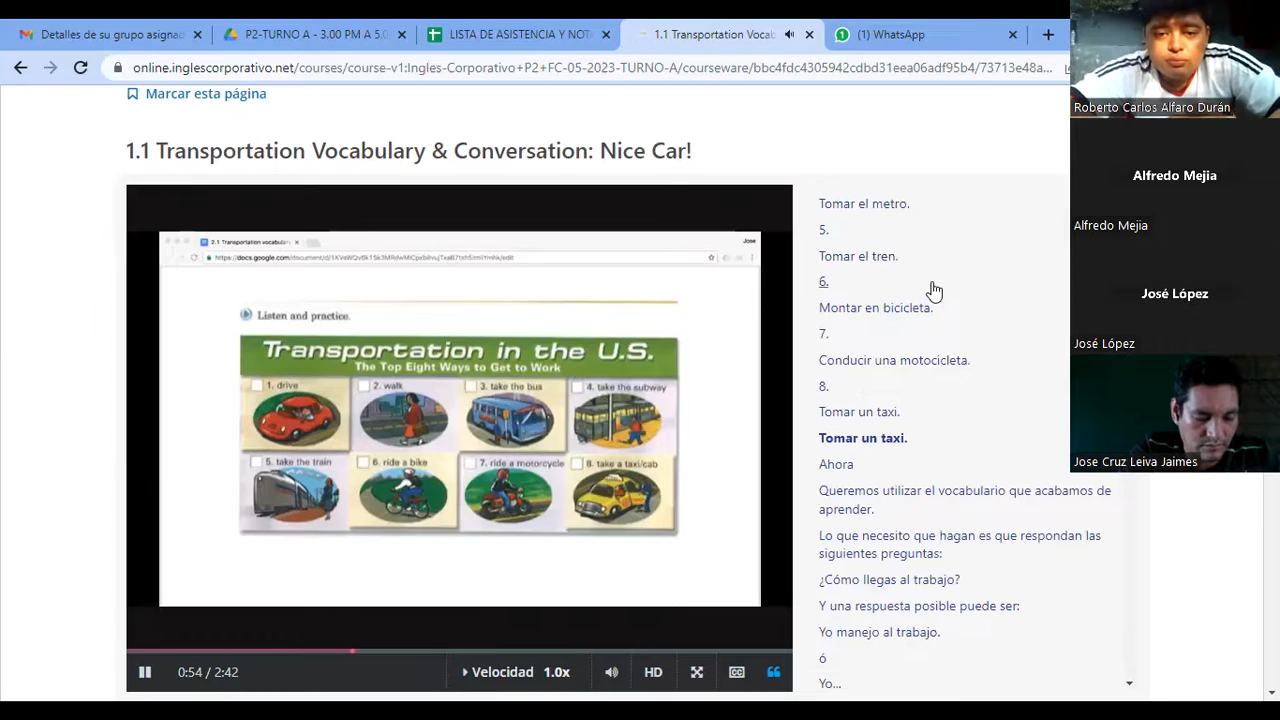 Detalles de su grupo asigna
P2-TURNO A - 3.00 PM A 5.0
LISTA DE ASISTENCIA Y NOT
1.1 Transportation Vocab
WhatsApp
online.inglescorporativo.net/courses/course-v1:Ingles-Corporativo+P2+FC-05-2023-TURNO-A/courseware/bbc4fdc4305942cdbd31eea06adf95b4/73713e48a...
Marcar esta página
1.1 Transportation Vocabulary & Conversation: Nice Car!
2.1 Transportation vocabulary
Jose
Listen and practice.
Transportation in the U.S.
The Top Eight Ways to Get to Work
1. drive
2. walk
3. take the bus
4. take the subway
5. take the train
6. ride a bike
7. ride a motorcycle
8. take a taxi/cab
0:54 / 2:42
Velocidad 1.0x
HD
CC
Tomar el metro.
5.
Tomar el tren.
6.
Montar en bicicleta.
7.
Conducir una motocicleta.
8.
Tomar un taxi.
Tomar un taxi.
Ahora
Queremos utilizar el vocabulario que acabamos de
aprender.
Lo que necesito que hagan es que respondan las
siguientes preguntas:
¿Cómo llegas al trabajo?
Y una respuesta posible puede ser:
Yo manejo al trabajo.
ó
Yo...
Roberto Carlos Alfaro Durán
Alfredo Mejia
Alfredo Mejia
José López
José López
Jose Cruz Leiva Jaimes